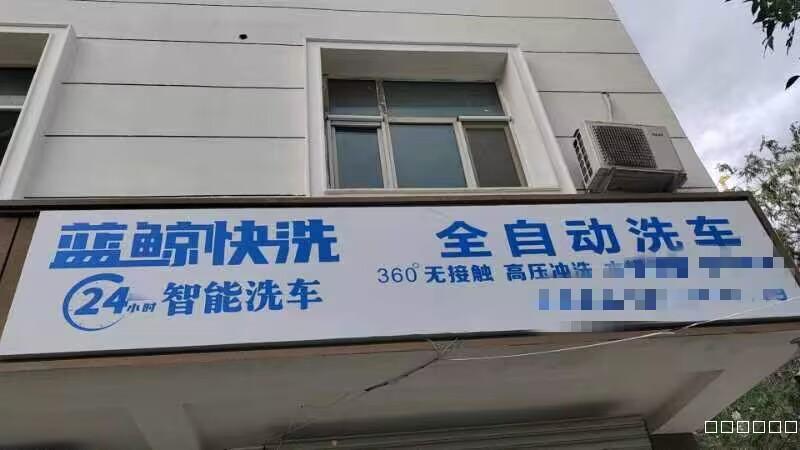 蓝鲸快洗
24小时 智能洗车
全自动洗车
360°无接触 高压冲洗